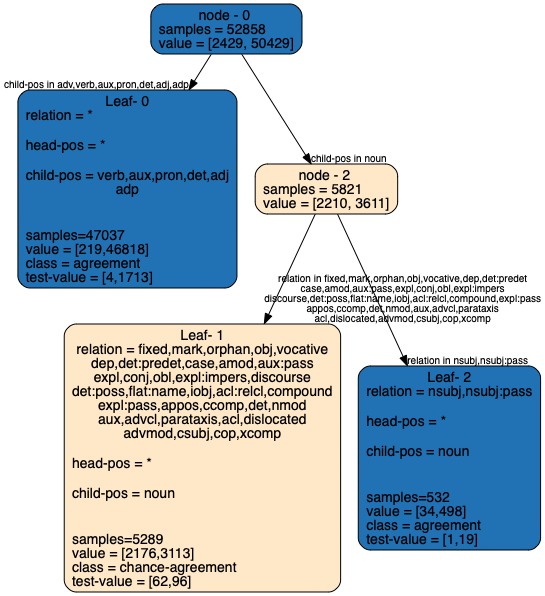 node - 0
samples = 52858
value = [2429, 50429]
child-pos in adv,verb,aux,pron,det,adj,adp
Leaf- 0
relation = *
head-pos = *
child-pos = verb,aux,pron,det,adj
adp
samples=47037
value = [219,46818]
class = agreement
test-value = [4,1713]
child-pos in noun
node - 2
samples = 5821
value = [2210, 3611]
relation in fixed,mark,orphan,obj,vocative,dep,det:predet
case,amod,aux:pass,expl,conj,obl,expl:impers
discourse,det:poss,flat:name,iobj,acl:relcl,compound,expl:pass
appos,ccomp,det,nmod,aux,advcl,parataxis
acl,dislocated,advmod,csubj,cop,xcomp
Leaf- 1
relation = fixed,mark,orphan,obj,vocative
dep,det:predet,case,amod,aux:pass
expl,conj,obl,expl:impers,discourse
det:poss,flat:name,iobj,acl:relcl,compound
expl:pass,appos,ccomp,det,nmod
aux,advcl,parataxis,acl,dislocated
advmod,csubj,cop,xcomp
head-pos = *
child-pos = noun
samples=5289
value = [2176,3113]
class = chance-agreement
test-value = [62,96]
relation in nsubj,nsubj:pass
Leaf- 2
relation = nsubj,nsubj:pass
head-pos = *
child-pos = noun
samples=532
value = [34,498]
class = agreement
test-value = [1,19]